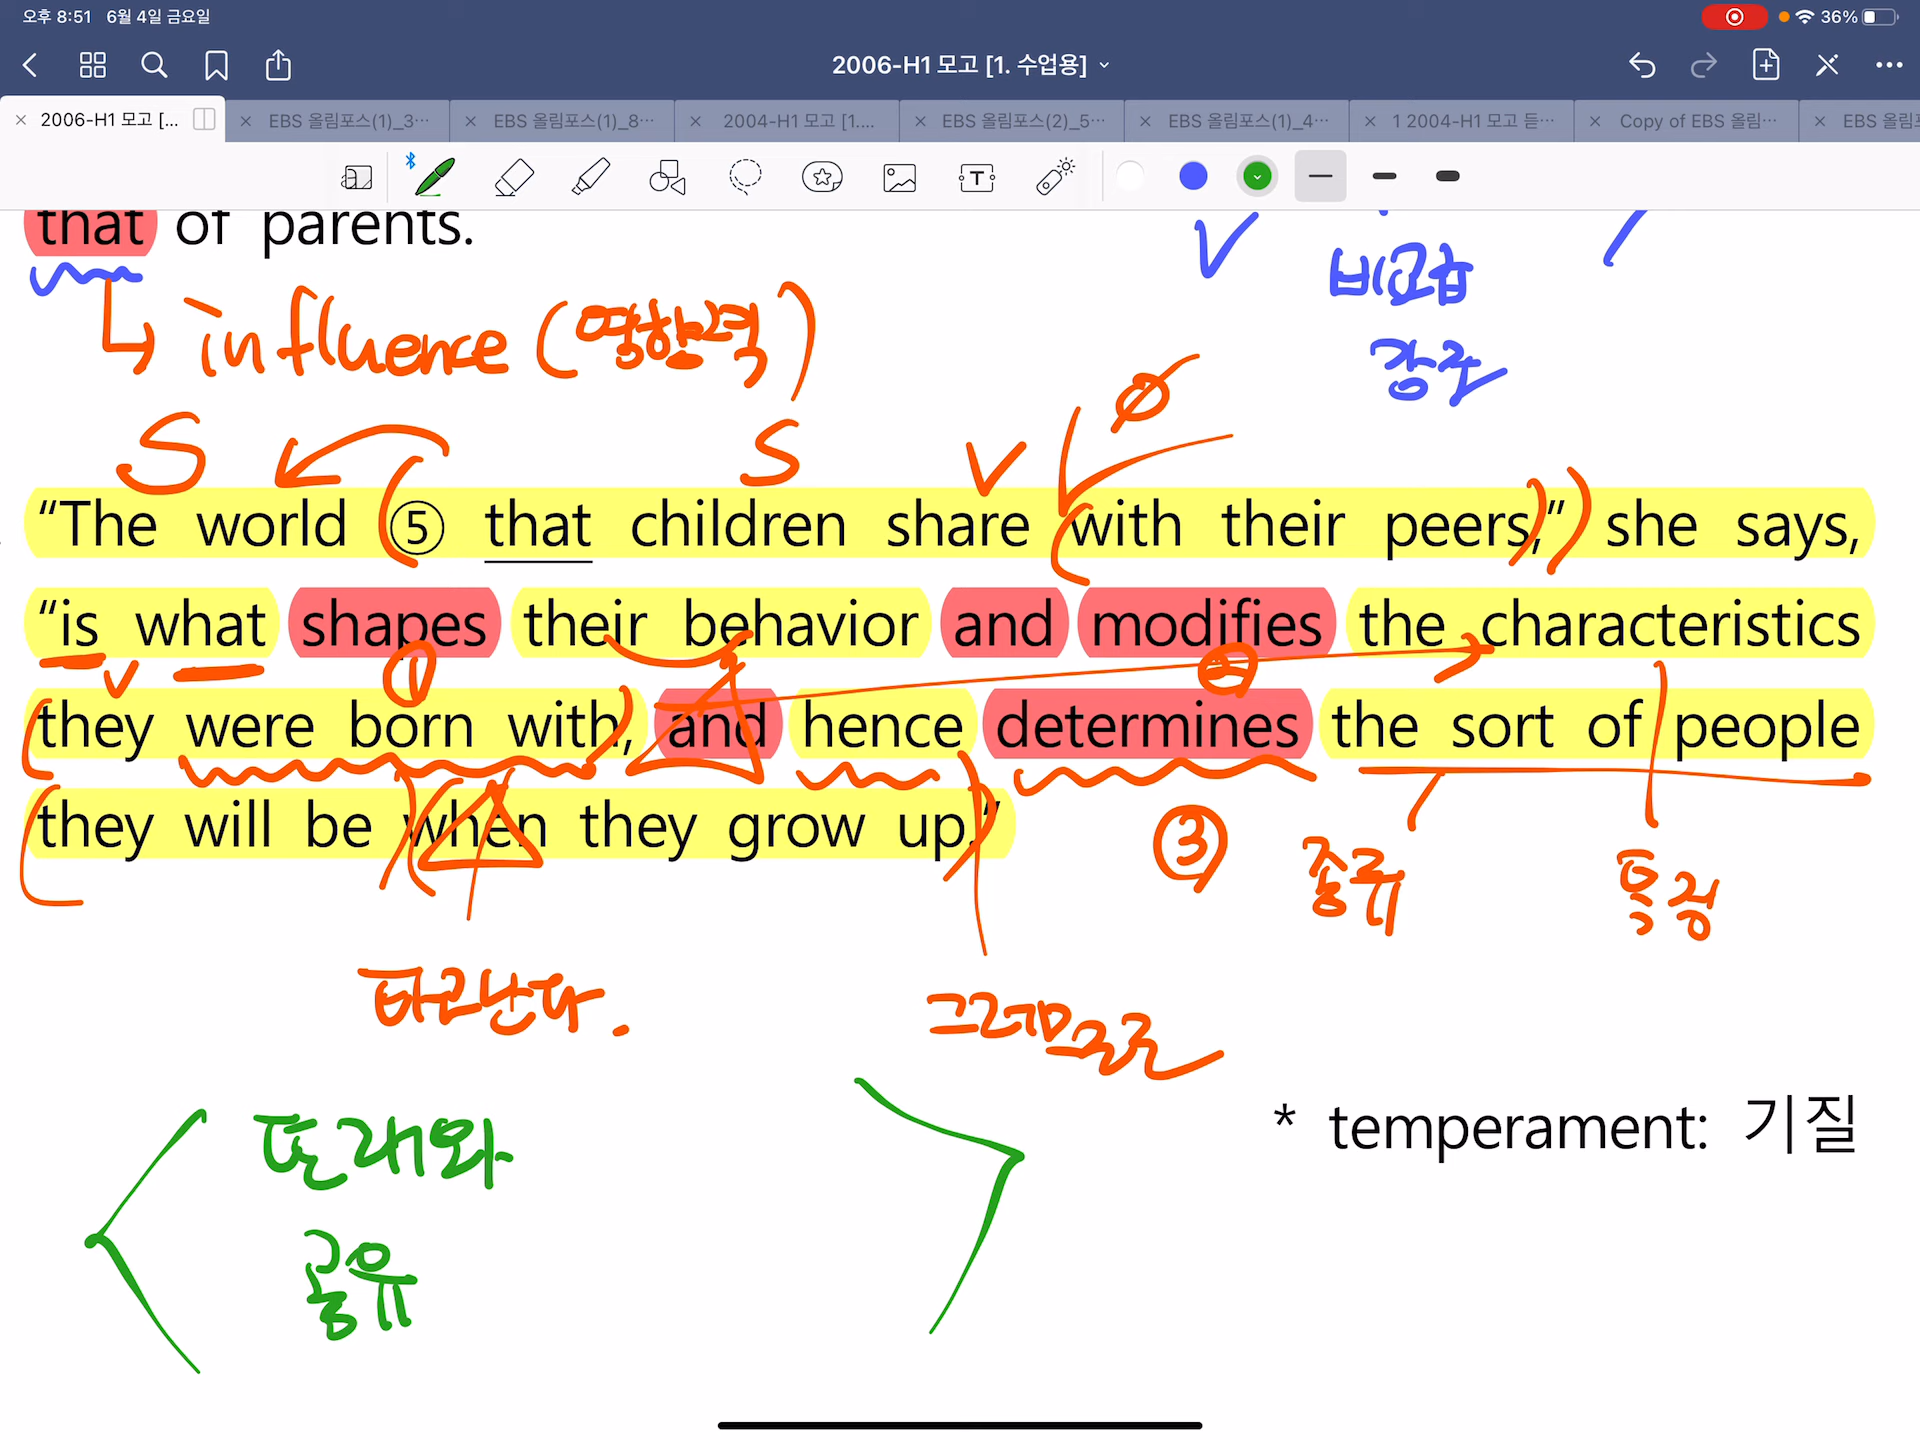 오후 8:51 6월 4일 금요일
36%
2006-H1 모고 [1. 수업용]
2006-H1 모고 [...
EBS 올림포스(1)_3...
EBS 올림포스(1)_8...
2004-H1 모고 [1....
EBS 올림포스(2)_5...
EBS 올림포스(1)_4...
1 2004-H1 모고 듣...
Copy of EBS 올림...
EBS 올림포
that of parents.
V
비교급
강조
influence (영향력)
S S V
“The world ⑤ that children share with their peers,” she says,
“is what shapes their behavior and modifies the characteristics
V ① ②
they were born with, and hence determines the sort of people
they will be when they grow up.”
③ 종류 특정
타고난다.
그러므로
또래와
공유
* temperament: 기질